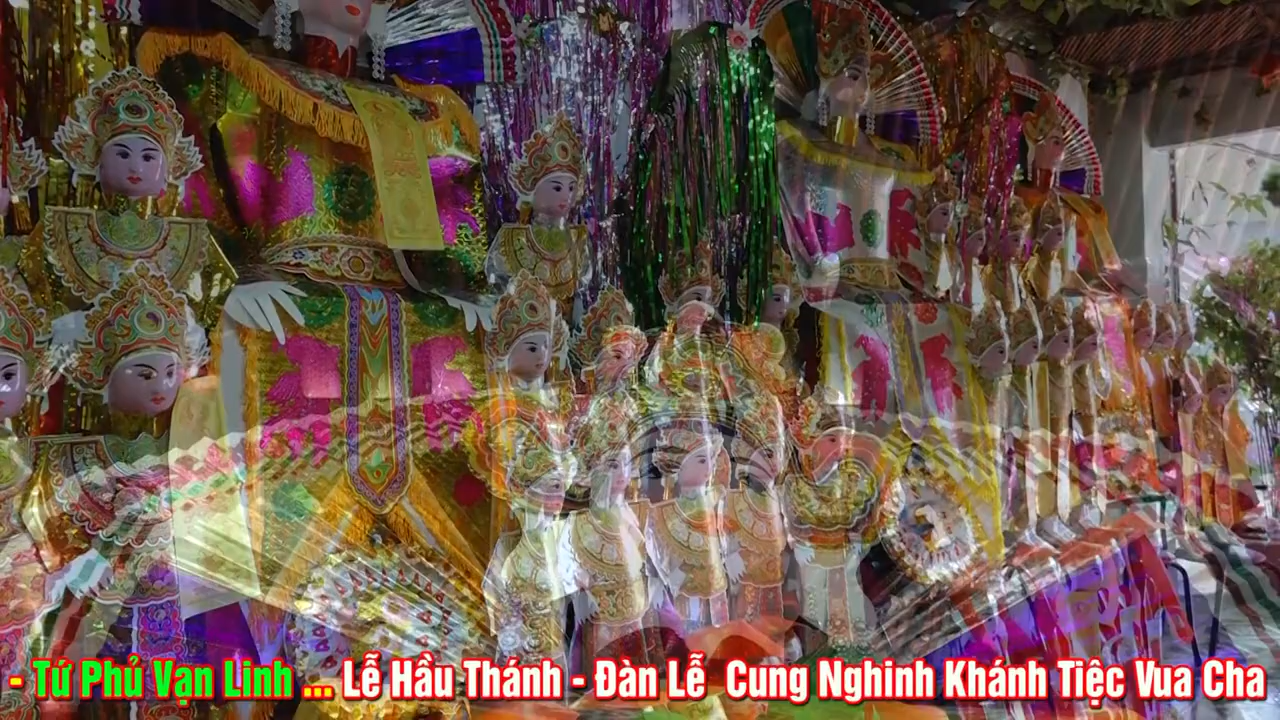 - Tứ Phủ Vạn Linh ... Lễ Hầu Thánh - Đàn Lễ Cung Nghinh Khánh Tiệc Vua Cha